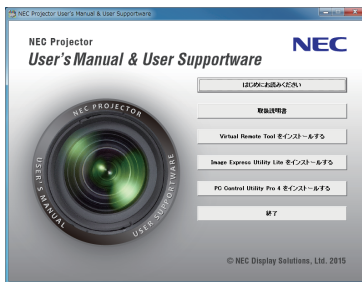 NEC Projector User's Manual & User Supportware
NEC Projector
NEC
User's Manual & User Supportware
はじめにお読みください
取扱説明書
Virtual Remote Tool をインストールする
Image Express Utility Lite をインストールする
PC Control Utility Pro 4 をインストールする
終了
NEC PROJECTOR
USER'S MANUAL
USER SUPPORTWARE
© NEC Display Solutions, Ltd. 2015